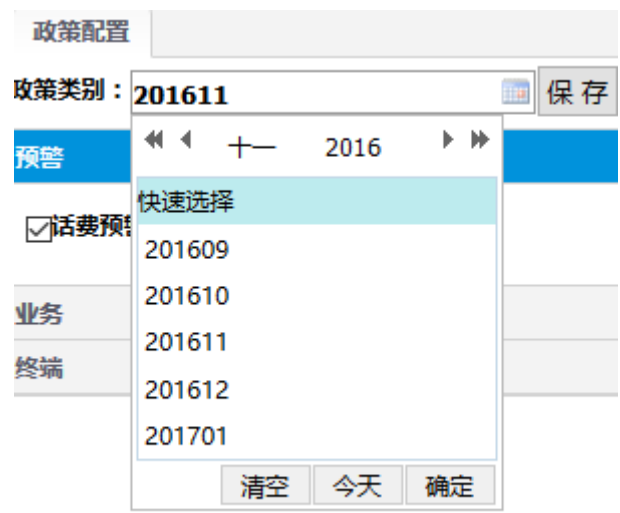 政策配置
政策类别：201611 保 存
十一 2016
预警
快速选择
话费预
201609
201610
业务
201611
终端
201612
201701
清空 今天 确定